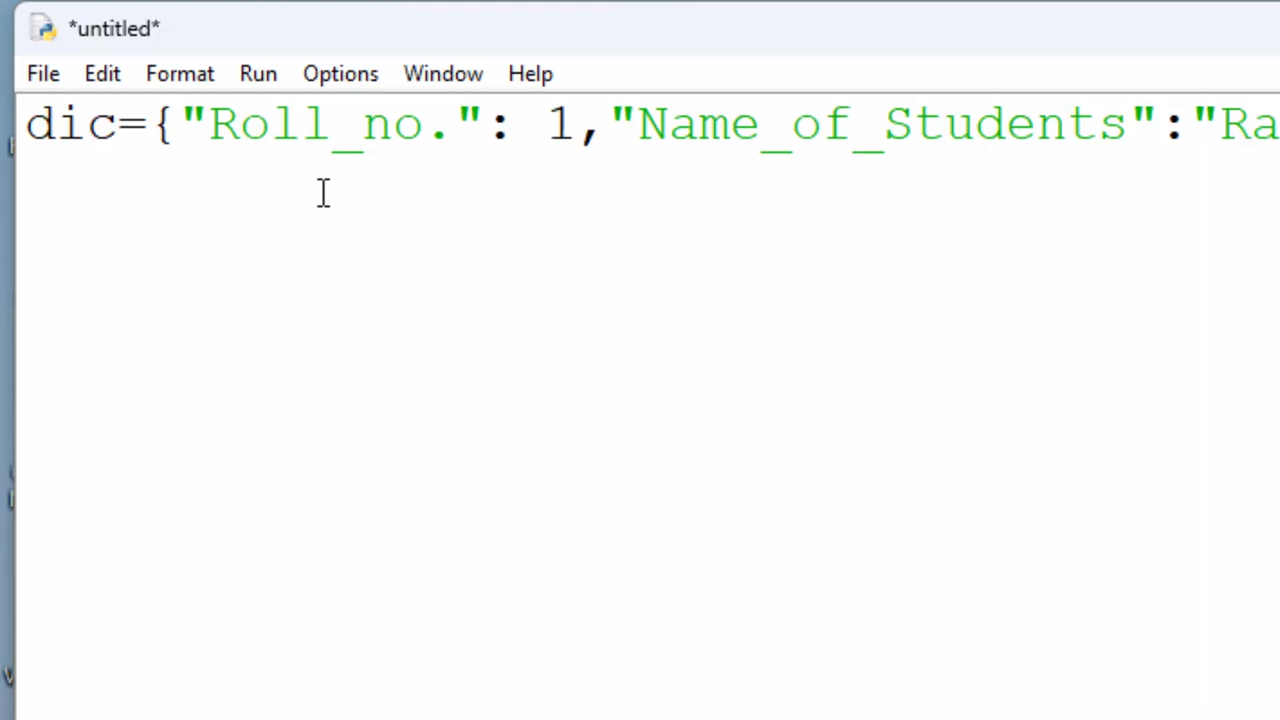 *untitled*
File Edit Format Run Options Window Help
dic={"Roll_no.": 1,"Name_of_Students":"Ra